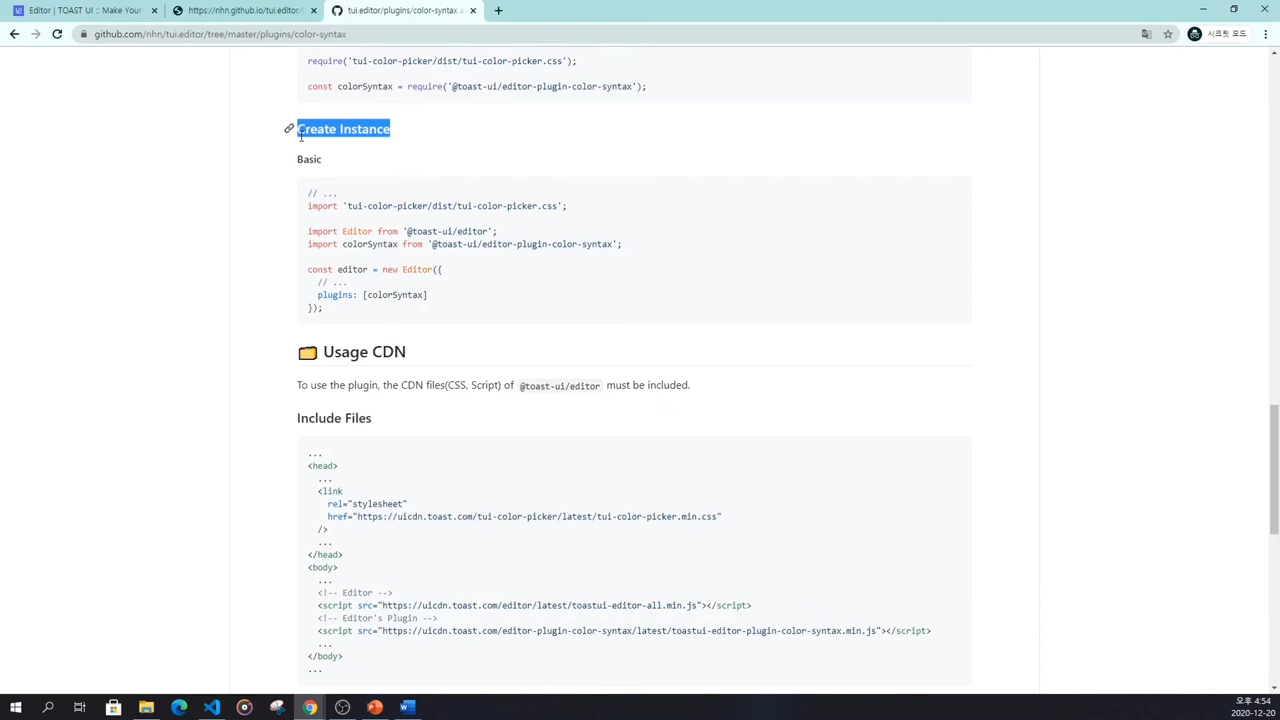 Editor | TOAST UI :: Make Your
https://nhn.github.io/tui.editor/l
tui.editor/plugins/color-syntax a
github.com/nhn/tui.editor/tree/master/plugins/color-syntax
시크릿 모드
require('tui-color-picker/dist/tui-color-picker.css');
const colorSyntax = require('@toast-ui/editor-plugin-color-syntax');
Create Instance
Basic
// ...
import 'tui-color-picker/dist/tui-color-picker.css';
import Editor from '@toast-ui/editor';
import colorSyntax from '@toast-ui/editor-plugin-color-syntax';
const editor = new Editor({
// ...
plugins: [colorSyntax]
});
Usage CDN
To use the plugin, the CDN files(CSS, Script) of @toast-ui/editor must be included.
Include Files
...
<head>
...
<link
rel="stylesheet"
href="https://uicdn.toast.com/tui-color-picker/latest/tui-color-picker.min.css"
/>
...
</head>
<body>
...
<!-- Editor -->
<script src="https://uicdn.toast.com/editor/latest/toastui-editor-all.min.js"></script>
<!-- Editor's Plugin -->
<script src="https://uicdn.toast.com/editor-plugin-color-syntax/latest/toastui-editor-plugin-color-syntax.min.js"></script>
...
</body>
...
오후 4:54
2020-12-20